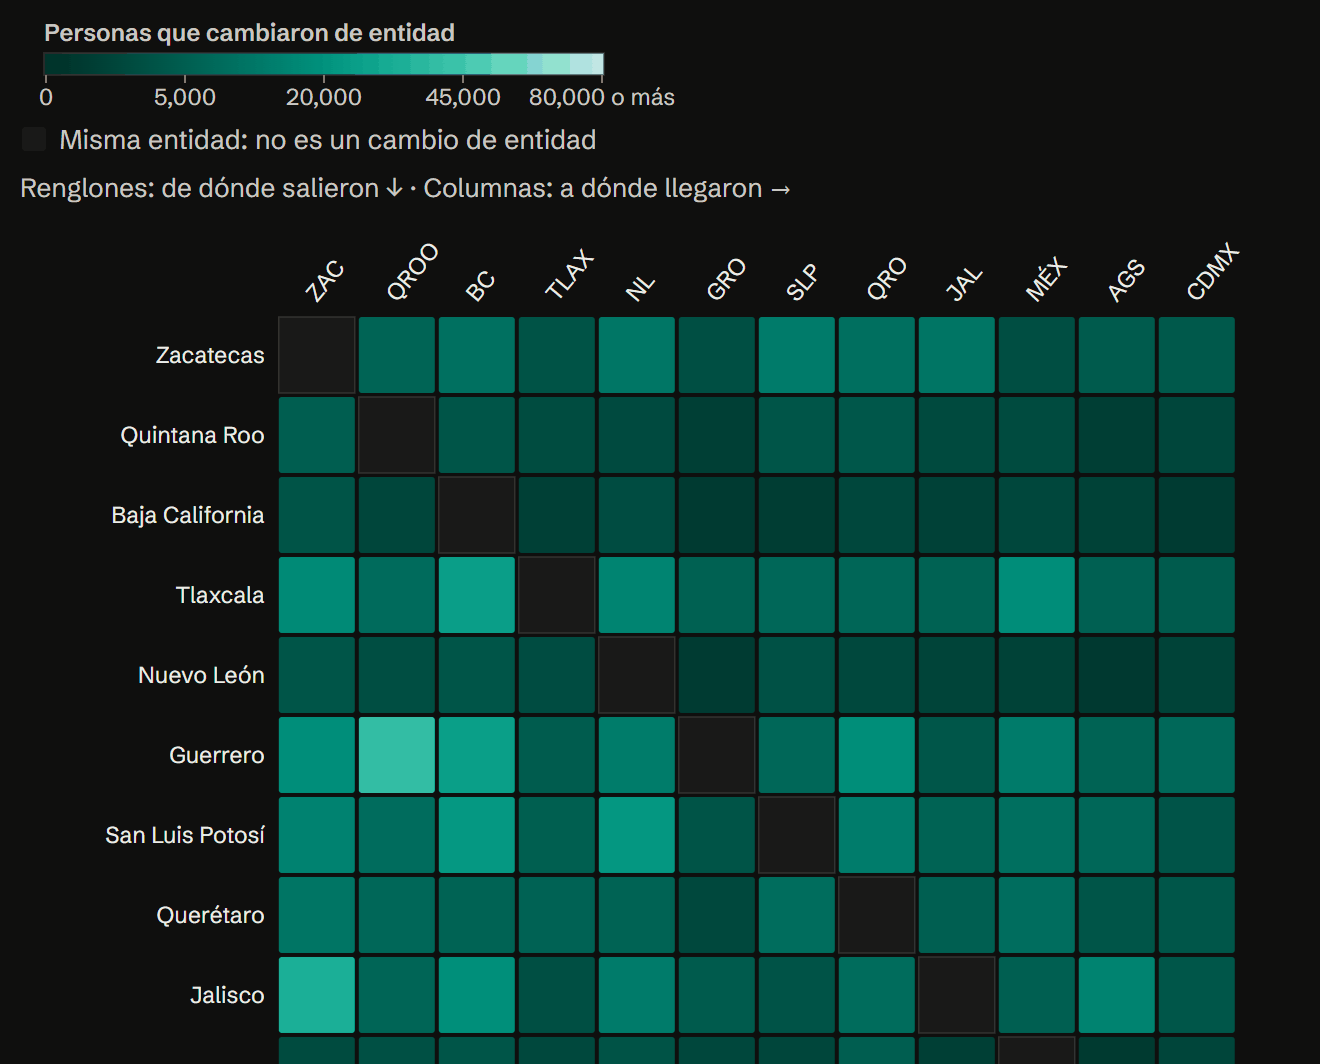 Personas que cambiaron de entidad
0 5,000 20,000 45,000 80,000 o más
Misma entidad: no es un cambio de entidad
Renglones: de dónde salieron ↓ · Columnas: a dónde llegaron →
ZAC QROO BC TLAX NL GRO SLP QRO JAL MÉX AGS CDMX
Zacatecas
Quintana Roo
Baja California
Tlaxcala
Nuevo León
Guerrero
San Luis Potosí
Querétaro
Jalisco